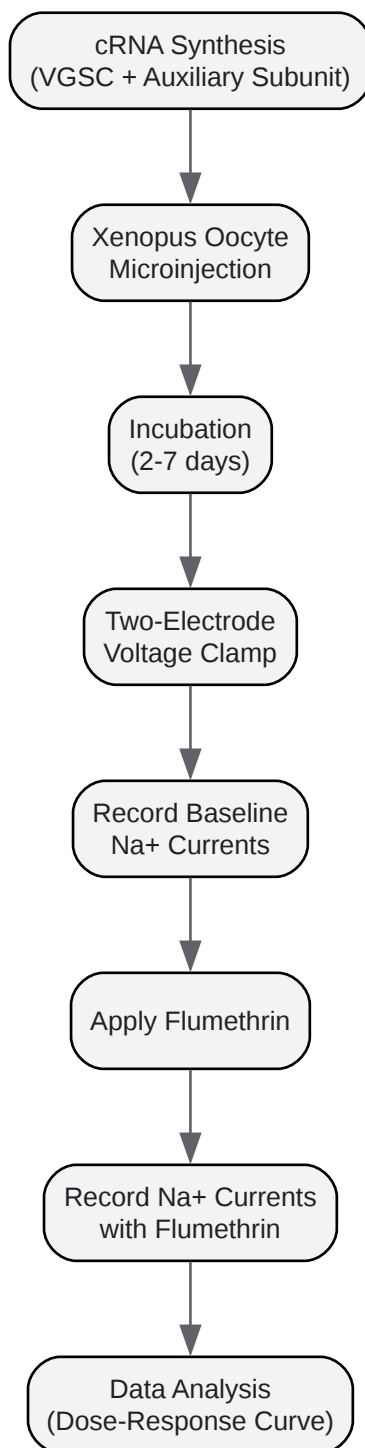 cRNA Synthesis
(VGSC + Auxiliary Subunit)
Xenopus Oocyte
Microinjection
Incubation
(2-7 days)
Two-Electrode
Voltage Clamp
Record Baseline
Na+ Currents
Apply Flumethrin
Record Na+ Currents
with Flumethrin
Data Analysis
(Dose-Response Curve)